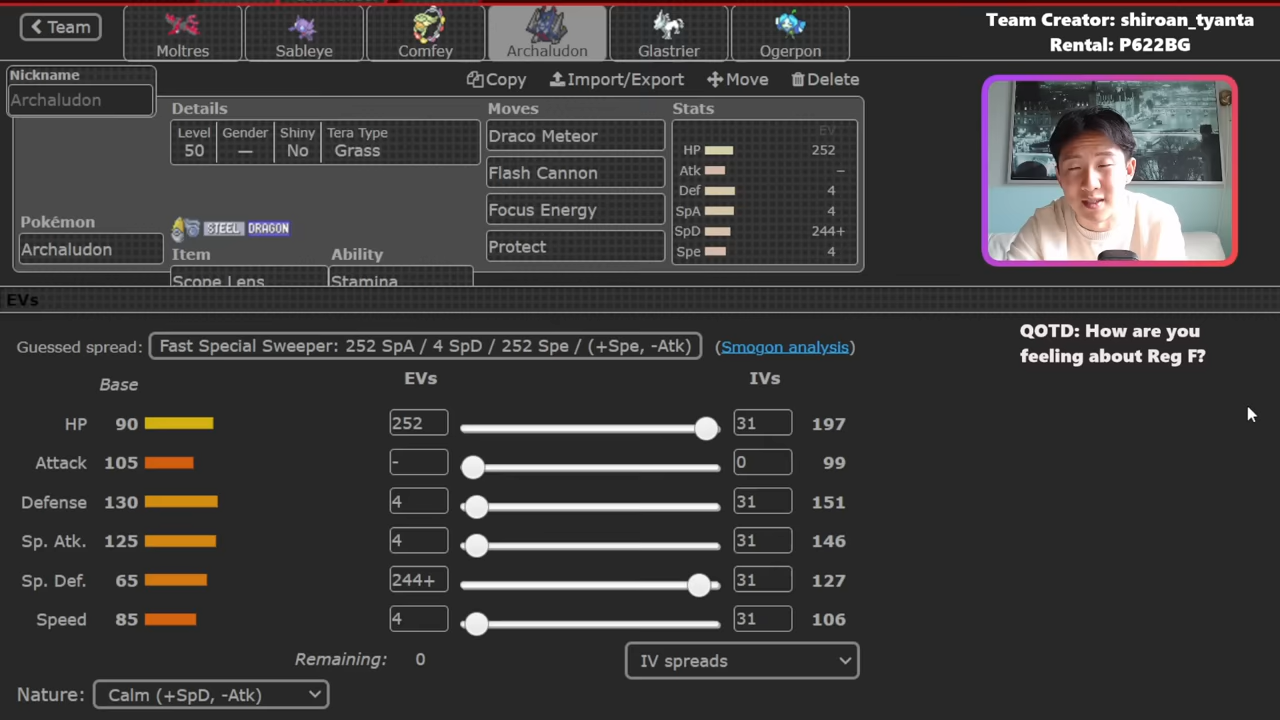 Team
Moltres
Sableye
Comfey
Archaludon
Glastrier
Ogerpon
Team Creator: shiroan_tyanta
Rental: P622BG
Nickname
Archaludon
Copy
Import/Export
Move
Delete
Details
Level
50
Gender
—
Shiny
No
Tera Type
Grass
Moves
Draco Meteor
Flash Cannon
Focus Energy
Protect
Stats
EV
HP 252
Atk –
Def 4
SpA 4
SpD 244+
Spe 4
Pokémon
Archaludon
STEEL DRAGON
Item
Scope Lens
Ability
Stamina
EVs
Guessed spread: Fast Special Sweeper: 252 SpA / 4 SpD / 252 Spe / (+Spe, -Atk) (Smogon analysis)
QOTD: How are you
feeling about Reg F?
Base EVs IVs
HP 90 252 31 197
Attack 105 - 0 99
Defense 130 4 31 151
Sp. Atk. 125 4 31 146
Sp. Def. 65 244+ 31 127
Speed 85 4 31 106
Remaining: 0
IV spreads
Nature: Calm (+SpD, -Atk)